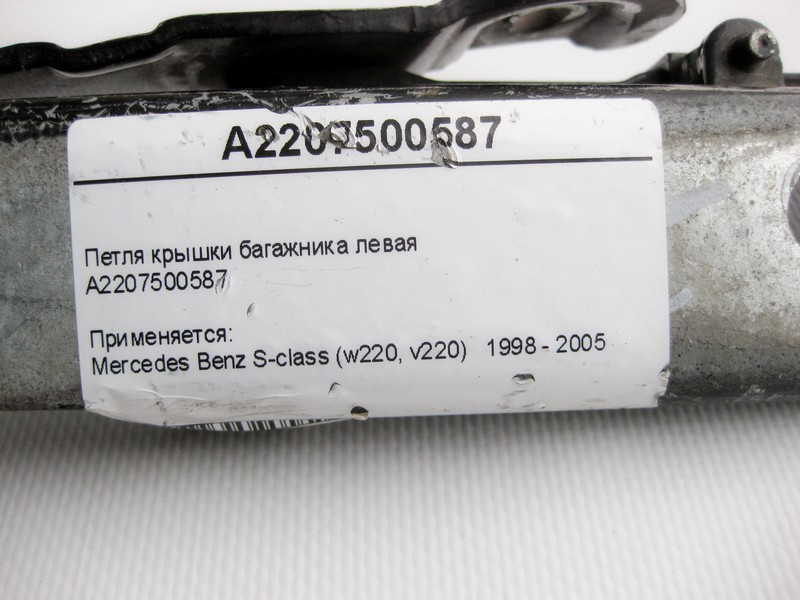 A2207500587
Петля крышки багажника левая
A2207500587
Применяется:
Mercedes Benz S-class (w220, v220) 1998 - 2005